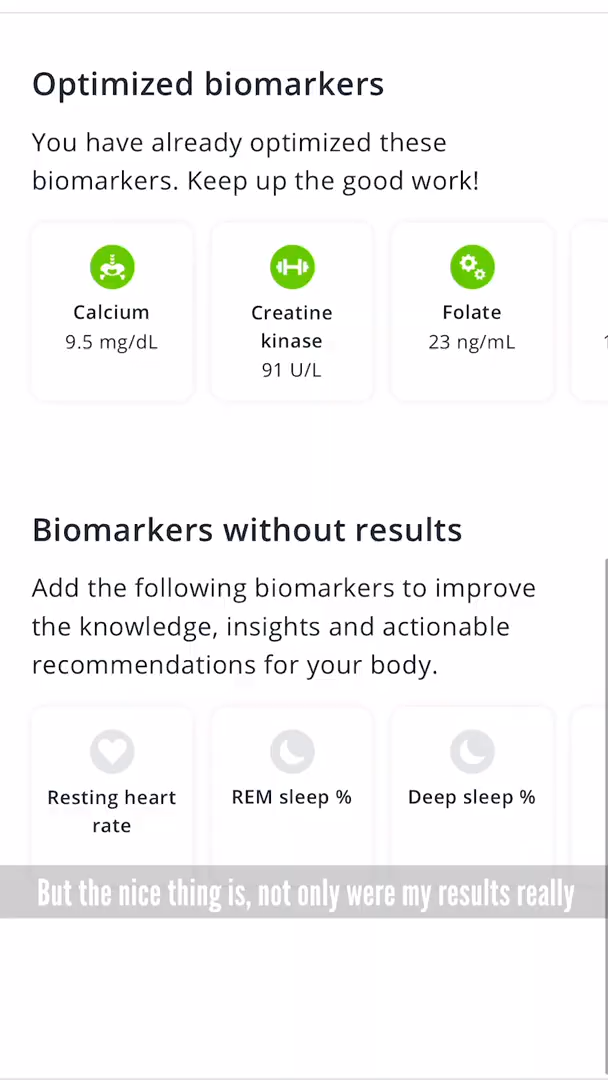 Optimized biomarkers
You have already optimized these
biomarkers. Keep up the good work!
Calcium
9.5 mg/dL
Creatine
kinase
91 U/L
Folate
23 ng/mL
1
Biomarkers without results
Add the following biomarkers to improve
the knowledge, insights and actionable
recommendations for your body.
Resting heart
rate
REM sleep %
Deep sleep %
But the nice thing is, not only were my results really